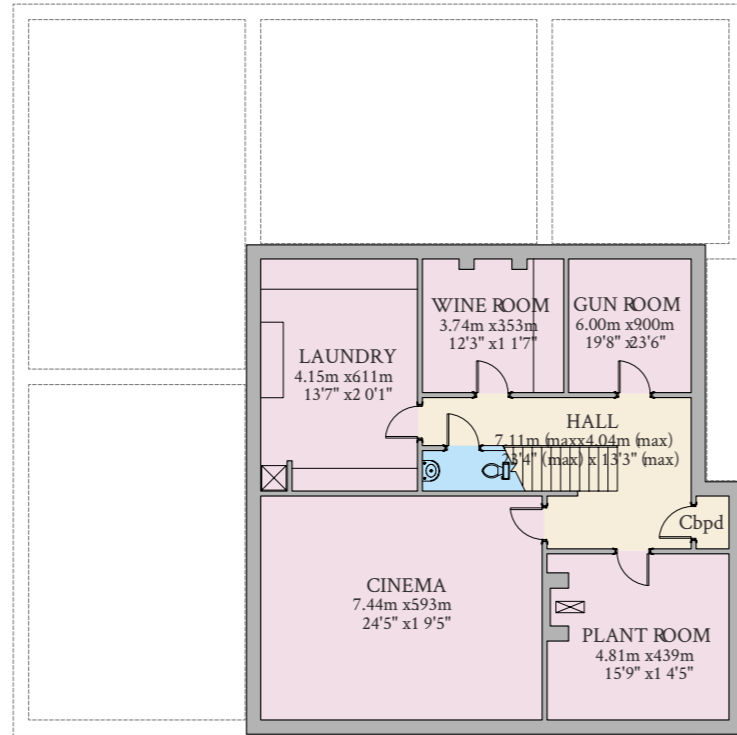 WINE ROOM
3.74m x353m
12'3" x1 1'7"
GUN ROOM
6.00m x900m
19'8" x23'6"
LAUNDRY
4.15m x611m
13'7" x2 0'1"
HALL
7.11m (maxx4.04m (max)
23'4" (max) x 13'3" (max)
Cbpd
CINEMA
7.44m x593m
24'5" x1 9'5"
PLANT ROOM
4.81m x439m
15'9" x1 4'5"